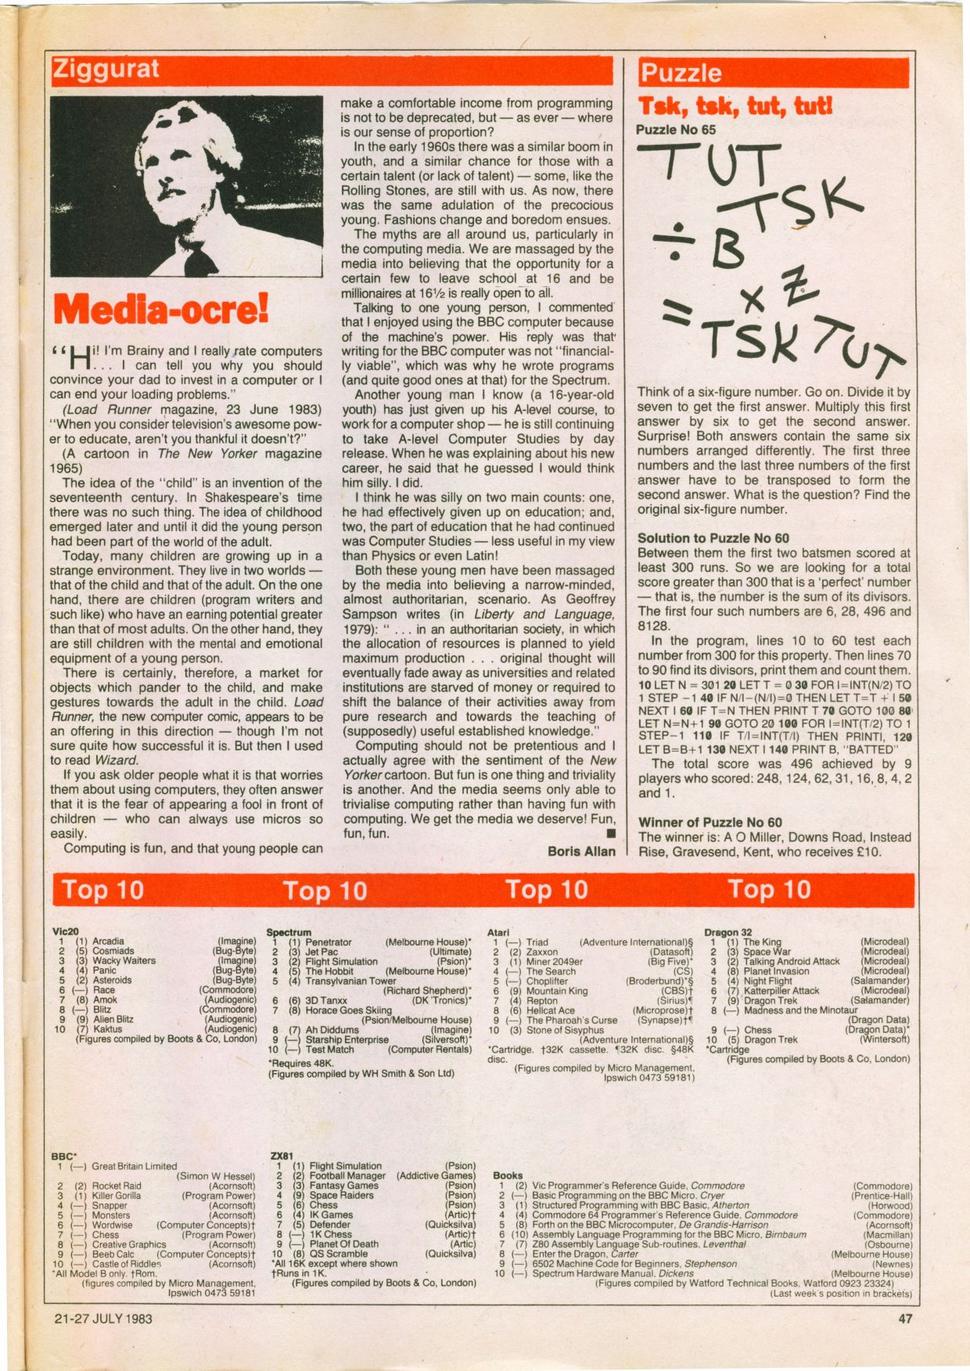 Ziggurat
Media-ocre!
“Hi! I'm Brainy and I really rate computers
. . . I can tell you why you should
convince your dad to invest in a computer or I
can end your loading problems."
(Load Runner magazine, 23 June 1983)
"When you consider television's awesome pow-
er to educate, aren't you thankful it doesn't?"
(A cartoon in The New Yorker magazine
1965)
The idea of the "child" is an invention of the
seventeenth century. In Shakespeare's time
there was no such thing. The idea of childhood
emerged later and until it did the young person
had been part of the world of the adult.
Today, many children are growing up in a
strange environment. They live in two worlds —
that of the child and that of the adult. On the one
hand, there are children (program writers and
such like) who have an earning potential greater
than that of most adults. On the other hand, they
are still children with the mental and emotional
equipment of a young person.
There is certainly, therefore, a market for
objects which pander to the child, and make
gestures towards the adult in the child. Load
Runner, the new computer comic, appears to be
an offering in this direction — though I'm not
sure quite how successful it is. But then I used
to read Wizard.
If you ask older people what it is that worries
them about using computers, they often answer
that it is the fear of appearing a fool in front of
children — who can always use micros so
easily.
Computing is fun, and that young people can
make a comfortable income from programming
is not to be deprecated, but — as ever — where
is our sense of proportion?
In the early 1960s there was a similar boom in
youth, and a similar chance for those with a
certain talent (or lack of talent) — some, like the
Rolling Stones, are still with us. As now, there
was the same adulation of the precocious
young. Fashions change and boredom ensues.
The myths are all around us, particularly in
the computing media. We are massaged by the
media into believing that the opportunity for a
certain few to leave school at 16 and be
millionaires at 16½ is really open to all.
Talking to one young person, I commented
that I enjoyed using the BBC computer because
of the machine's power. His reply was that
writing for the BBC computer was not "financial-
ly viable", which was why he wrote programs
(and quite good ones at that) for the Spectrum.
Another young man I know (a 16-year-old
youth) has just given up his A-level course, to
work for a computer shop — he is still continuing
to take A-level Computer Studies by day
release. When he was explaining about his new
career, he said that he guessed I would think
him silly. I did.
I think he was silly on two main counts: one,
he had effectively given up on education; and,
two, the part of education that he had continued
was Computer Studies — less useful in my view
than Physics or even Latin!
Both these young men have been massaged
by the media into believing a narrow-minded,
almost authoritarian, scenario. As Geoffrey
Sampson writes (in Liberty and Language,
1979): " . . . in an authoritarian society, in which
the allocation of resources is planned to yield
maximum production . . . original thought will
eventually fade away as universities and related
institutions are starved of money or required to
shift the balance of their activities away from
pure research and towards the teaching of
(supposedly) useful established knowledge."
Computing should not be pretentious and I
actually agree with the sentiment of the New
Yorker cartoon. But fun is one thing and triviality
is another. And the media seems only able to
trivialise computing rather than having fun with
computing. We get the media we deserve! Fun,
fun, fun. ■
Boris Allan
Puzzle
Tsk, tsk, tut, tut!
Puzzle No 65
TUT
TSK
÷ B
x Z
= TSK TUT
Think of a six-figure number. Go on. Divide it by
seven to get the first answer. Multiply this first
answer by six to get the second answer.
Surprise! Both answers contain the same six
numbers arranged differently. The first three
numbers and the last three numbers of the first
answer have to be transposed to form the
second answer. What is the question? Find the
original six-figure number.
Solution to Puzzle No 60
Between them the first two batsmen scored at
least 300 runs. So we are looking for a total
score greater than 300 that is a 'perfect' number
— that is, the number is the sum of its divisors.
The first four such numbers are 6, 28, 496 and
8128.
In the program, lines 10 to 60 test each
number from 300 for this property. Then lines 70
to 90 find its divisors, print them and count them.
10 LET N = 301 20 LET T = 0 30 FOR I=INT(N/2) TO
1 STEP -1 40 IF N/I-(N/I)=0 THEN LET T=T + I 50
NEXT I 60 IF T=N THEN PRINT T 70 GOTO 100 80
LET N=N+1 90 GOTO 20 100 FOR I=INT(T/2) TO 1
STEP-1 110 IF T/I=INT(T/I) THEN PRINTI, 120
LET B=B+1 130 NEXT I 140 PRINT B, "BATTED"
The total score was 496 achieved by 9
players who scored: 248, 124, 62, 31, 16, 8, 4, 2
and 1.
Winner of Puzzle No 60
The winner is: A O Miller, Downs Road, Instead
Rise, Gravesend, Kent, who receives £10.
Top 10 Top 10 Top 10 Top 10
Vic20
1 (1) Arcadia (Imagine)
2 (5) Cosmiads (Bug-Byte)
3 (3) Wacky Waiters (Imagine)
4 (4) Panic (Bug-Byte)
5 (2) Asteroids (Bug-Byte)
6 (—) Race (Commodore)
7 (8) Amok (Audiogenic)
8 (—) Blitz (Commodore)
9 (9) Alien Blitz (Audiogenic)
10 (7) Kaktus (Audiogenic)
(Figures compiled by Boots & Co, London)
Spectrum
1 (1) Penetrator (Melbourne House)*
2 (3) Jet Pac (Ultimate)
3 (2) Flight Simulation (Psion)*
4 (5) The Hobbit (Melbourne House)*
5 (4) Transylvanian Tower
(Richard Shepherd)*
6 (6) 3D Tanxx (DK 'Tronics)*
7 (8) Horace Goes Skiing
(Psion/Melbourne House)
8 (7) Ah Diddums (Imagine)
9 (—) Starship Enterprise (Silversoft)*
10 (—) Test Match (Computer Rentals)
*Requires 48K.
(Figures compiled by WH Smith & Son Ltd)
Atari
1 (—) Triad (Adventure International)§
2 (2) Zaxxon (Datasoft)
3 (1) Miner 2049er (Big Five)*
4 (—) The Search (CS)
5 (—) Choplifter (Broderbund)*§
6 (9) Mountain King (CBS)†
7 (4) Repton (Sirius)¶
8 (6) Hellcat Ace (Microprose)†
9 (—) The Pharoah's Curse (Synapse)†¶
10 (3) Stone of Sisyphus
(Adventure International)§
*Cartridge. †32K cassette. ¶32K disc. §48K
disc.
(Figures compiled by Micro Management,
Ipswich 0473 59181)
Dragon 32
1 (1) The King (Microdeal)
2 (3) Space War (Microdeal)
3 (2) Talking Android Attack (Microdeal)
4 (8) Planet Invasion (Microdeal)
5 (4) Night Flight (Salamander)
6 (7) Katterpiller Attack (Microdeal)
7 (9) Dragon Trek (Salamander)
8 (—) Madness and the Minotaur
(Dragon Data)
9 (—) Chess (Dragon Data)*
10 (5) Dragon Trek (Wintersoft)
*Cartridge
(Figures compiled by Boots & Co, London)
BBC*
1 (—) Great Britain Limited
(Simon W Hessel)
2 (2) Rocket Raid (Acornsoft)
3 (1) Killer Gorilla (Program Power)
4 (—) Snapper (Acornsoft)
5 (—) Monsters (Acornsoft)
6 (—) Wordwise (Computer Concepts)†
7 (—) Chess (Program Power)
8 (—) Creative Graphics (Acornsoft)
9 (—) Beeb Calc (Computer Concepts)†
10 (—) Castle of Riddles (Acornsoft)
*All Model B only. †Rom.
(figures compiled by Micro Management,
Ipswich 0473 59181
ZX81
1 (1) Flight Simulation (Psion)
2 (2) Football Manager (Addictive Games)
3 (3) Fantasy Games (Psion)
4 (9) Space Raiders (Psion)
5 (6) Chess (Psion)
6 (4) IK Games (Artic)†
7 (5) Defender (Quicksilva)
8 (—) 1K Chess (Artic)†
9 (—) Planet Of Death (Artic)
10 (8) QS Scramble (Quicksilva)
*All 16K except where shown
†Runs in 1K.
(Figures compiled by Boots & Co, London)
Books
1 (2) Vic Programmer's Reference Guide, Commodore (Commodore)
2 (—) Basic Programming on the BBC Micro, Cryer (Prentice-Hall)
3 (1) Structured Programming with BBC Basic, Atherton (Horwood)
4 (4) Commodore 64 Programmer's Reference Guide, Commodore (Commodore)
5 (8) Forth on the BBC Microcomputer, De Grandis-Harrison (Acornsoft)
6 (10) Assembly Language Programming for the BBC Micro, Birnbaum (Macmillan)
7 (7) Z80 Assembly Language Sub-routines, Leventhal (Osbourne)
8 (—) Enter the Dragon, Carter (Melbourne House)
9 (—) 6502 Machine Code for Beginners, Stephenson (Newnes)
10 (—) Spectrum Hardware Manual, Dickens (Melbourne House)
(Figures compiled by Watford Technical Books, Watford 0923 23324)
(Last week's position in brackets)
21-27 JULY 1983
47